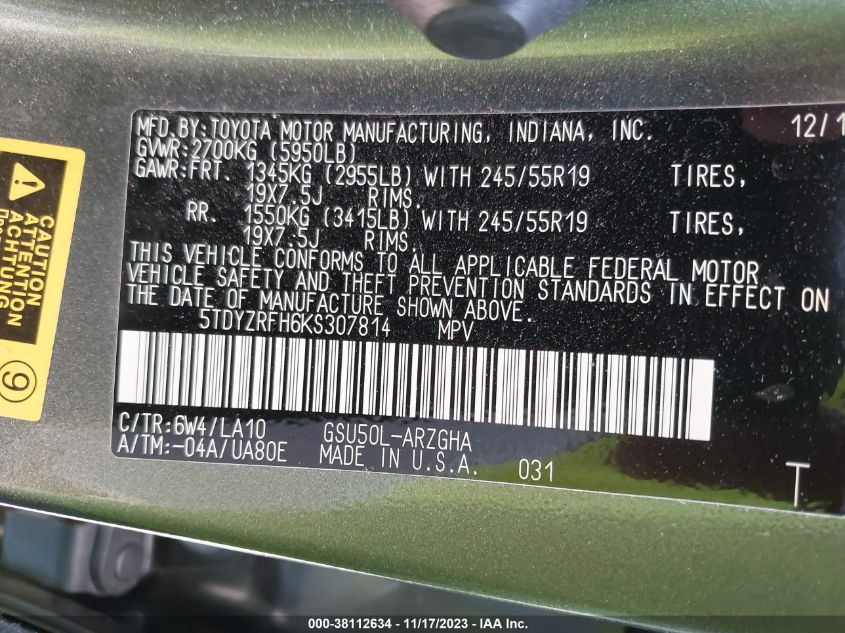 MFD.BY:TOYOTA MOTOR MANUFACTURING, INDIANA, INC. 12/1
GVWR:2700KG (5950LB)
GAWR:FRT. 1345KG (2955LB) WITH 245/55R19 TIRES,
19X7.5J RIMS.
RR. 1550KG (3415LB) WITH 245/55R19 TIRES,
19X7.5J RIMS.
THIS VEHICLE CONFORMS TO ALL APPLICABLE FEDERAL MOTOR
VEHICLE SAFETY AND THEFT PREVENTION STANDARDS IN EFFECT ON
THE DATE OF MANUFACTURE SHOWN ABOVE.
5TDYZRFH6KS307814 MPV
C/TR:6W4/LA10 GSU50L-ARZGHA
A/TM:-04A/UA80E MADE IN U.S.A. 031 T
CAUTION
ATTENTION
ACHTUNG
9
000-38112634 - 11/17/2023 - IAA Inc.